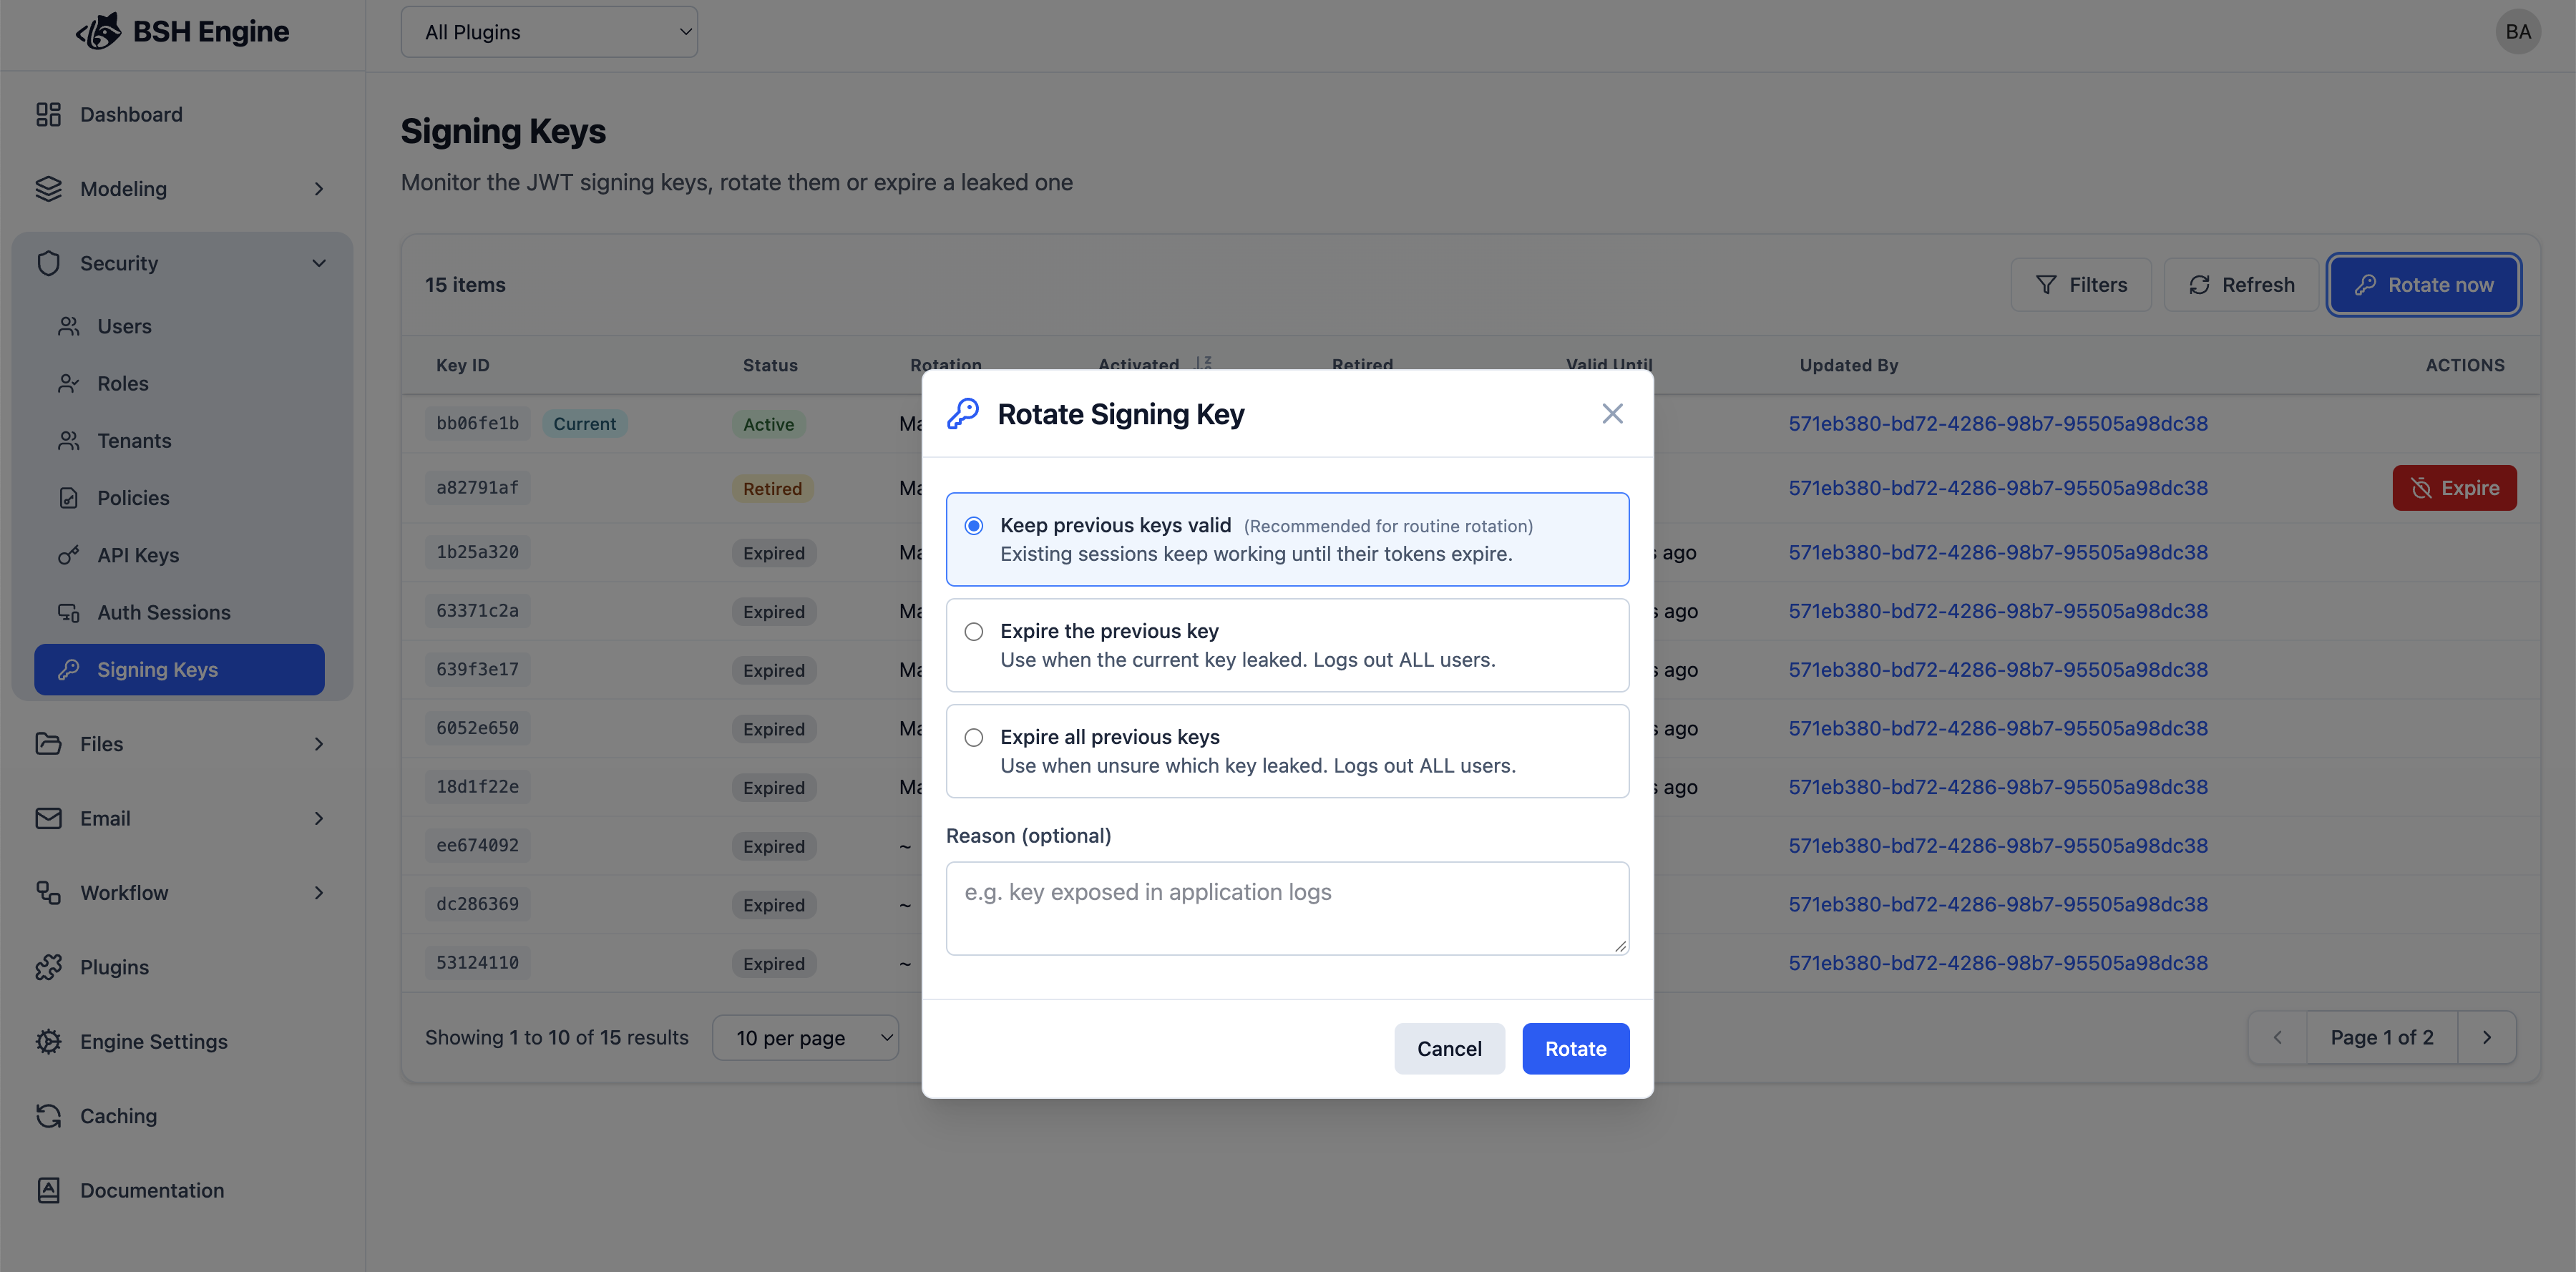 BSH Engine
All Plugins
BA
Dashboard
Modeling
Security
Users
Roles
Tenants
Policies
API Keys
Auth Sessions
Signing Keys
Files
Email
Workflow
Plugins
Engine Settings
Caching
Documentation
Signing Keys
Monitor the JWT signing keys, rotate them or expire a leaked one
15 items
Filters
Refresh
Rotate now
Key ID Status Rotation Activated Retired Valid Until Updated By ACTIONS
bb06fe1b Current Active 571eb380-bd72-4286-98b7-95505a98dc38
a82791af Retired 571eb380-bd72-4286-98b7-95505a98dc38 Expire
1b25a320 Expired ago 571eb380-bd72-4286-98b7-95505a98dc38
63371c2a Expired ago 571eb380-bd72-4286-98b7-95505a98dc38
639f3e17 Expired ago 571eb380-bd72-4286-98b7-95505a98dc38
6052e650 Expired ago 571eb380-bd72-4286-98b7-95505a98dc38
18d1f22e Expired ago 571eb380-bd72-4286-98b7-95505a98dc38
ee674092 Expired ~ 571eb380-bd72-4286-98b7-95505a98dc38
dc286369 Expired ~ 571eb380-bd72-4286-98b7-95505a98dc38
53124110 Expired ~ 571eb380-bd72-4286-98b7-95505a98dc38
Showing 1 to 10 of 15 results
10 per page
Page 1 of 2
Rotate Signing Key
Keep previous keys valid (Recommended for routine rotation)
Existing sessions keep working until their tokens expire.
Expire the previous key
Use when the current key leaked. Logs out ALL users.
Expire all previous keys
Use when unsure which key leaked. Logs out ALL users.
Reason (optional)
e.g. key exposed in application logs
Cancel
Rotate